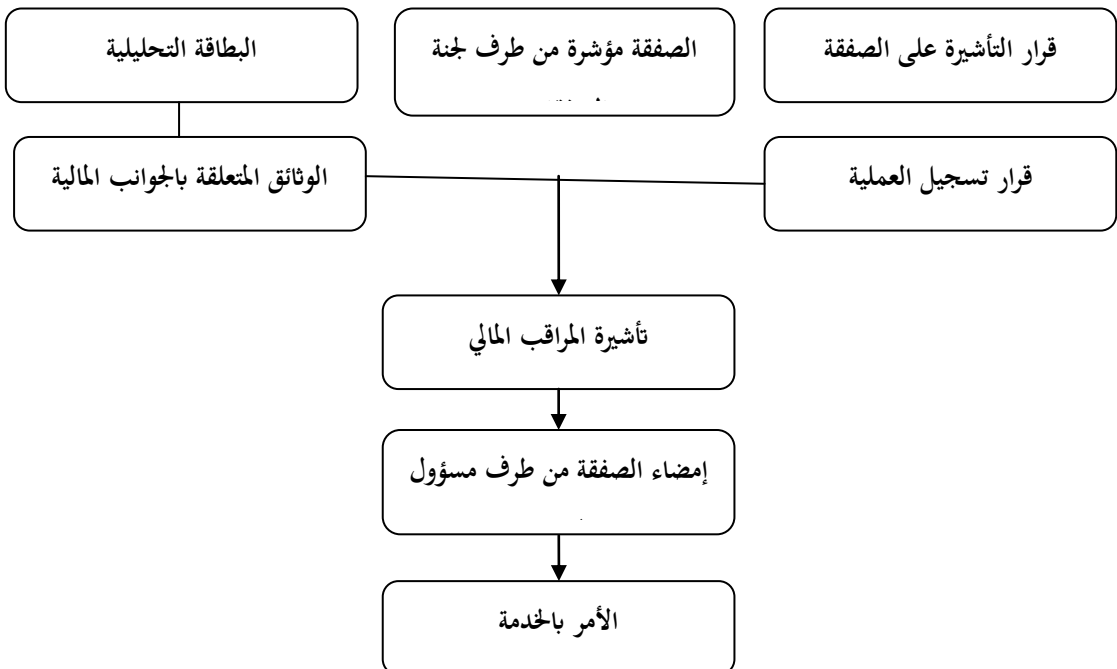 قرار التأشيرة على الصفقة
الصفقة مؤشرة من طرف لجنة
البطاقة التحليلية
قرار تسجيل العملية
الوثائق المتعلقة بالجوانب المالية
تأشيرة المراقب المالي
إمضاء الصفقة من طرف مسؤول
الأمر بالخدمة